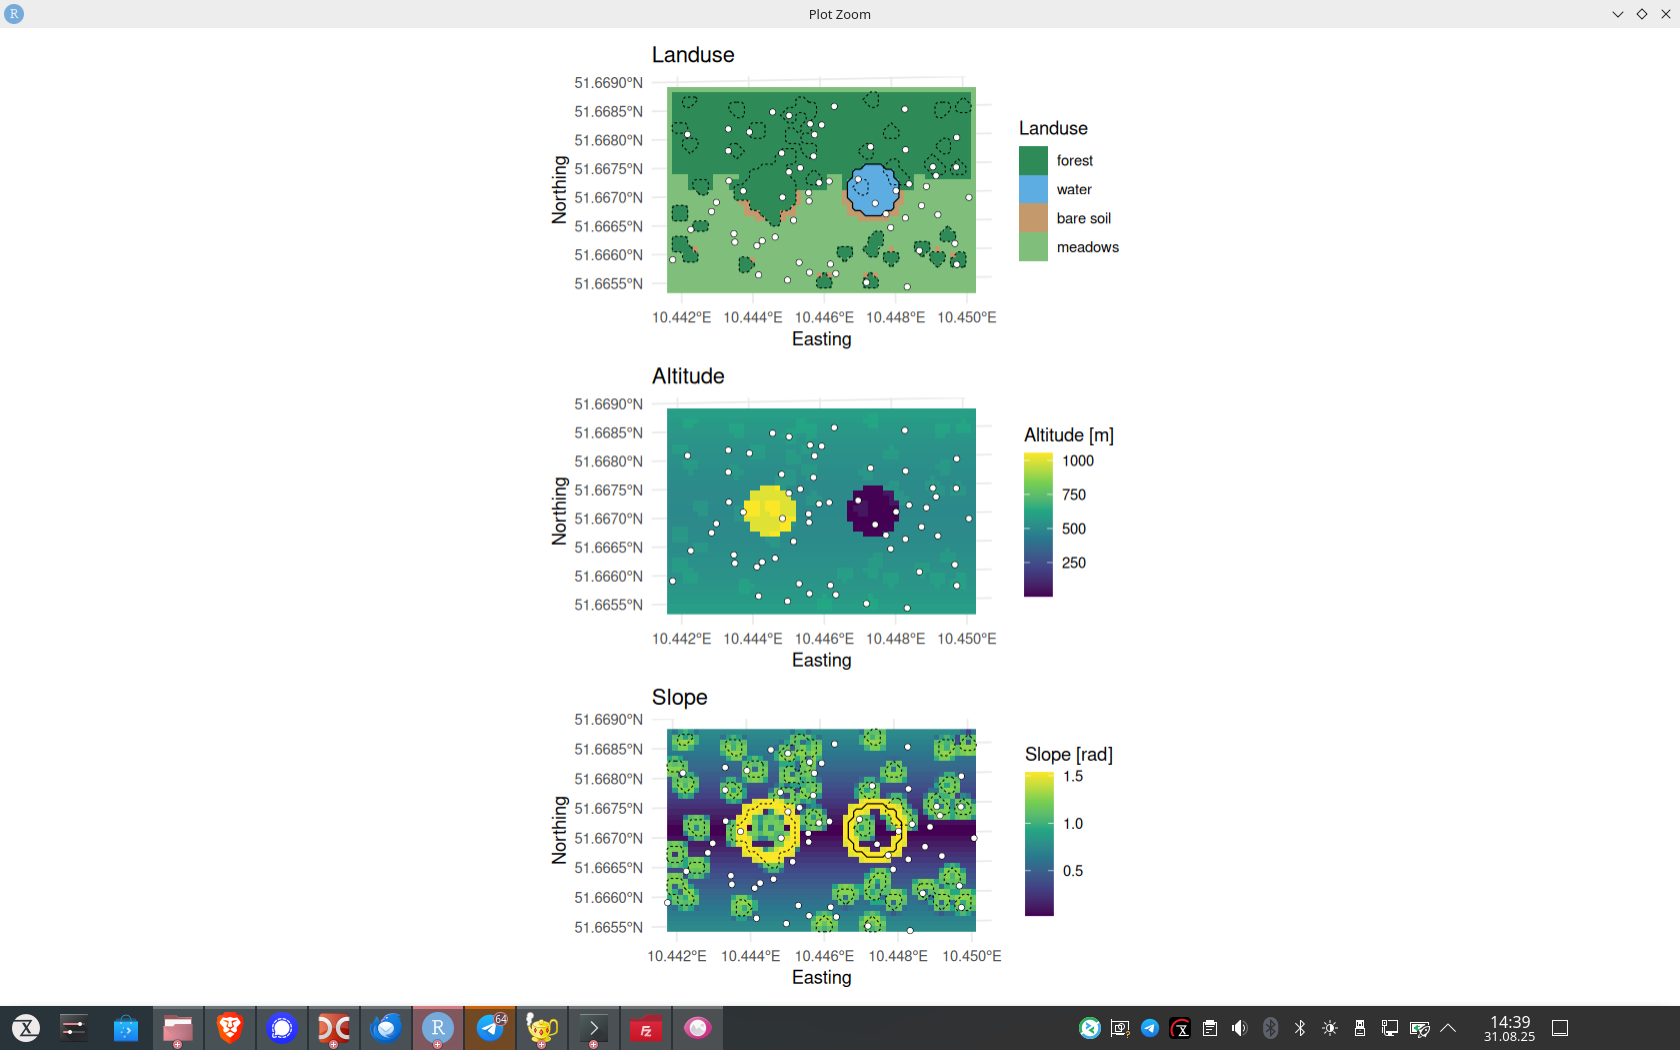 R
Plot Zoom
Landuse
51.6690°N
51.6685°N
51.6680°N
51.6675°N
51.6670°N
51.6665°N
51.6660°N
51.6655°N
Northing
10.442°E 10.444°E 10.446°E 10.448°E 10.450°E
Easting
Landuse
forest
water
bare soil
meadows
Altitude
51.6690°N
51.6685°N
51.6680°N
51.6675°N
51.6670°N
51.6665°N
51.6660°N
51.6655°N
Northing
10.442°E 10.444°E 10.446°E 10.448°E 10.450°E
Easting
Altitude [m]
1000
750
500
250
Slope
51.6690°N
51.6685°N
51.6680°N
51.6675°N
51.6670°N
51.6665°N
51.6660°N
51.6655°N
Northing
10.442°E 10.444°E 10.446°E 10.448°E 10.450°E
Easting
Slope [rad]
1.5
1.0
0.5
R
64
Fz
14:39
31.08.25